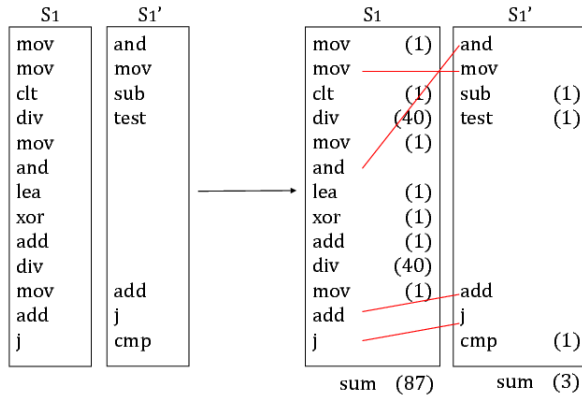 S1 S1’ S1 S1’
mov and mov (1) and
mov mov mov mov
clt sub clt (1) sub (1)
div test div (40) test (1)
mov mov (1)
and and
lea lea (1)
xor xor (1)
add add (1)
div div (40)
mov add mov (1) add
add j add j
j cmp j cmp (1)
sum (87) sum (3)